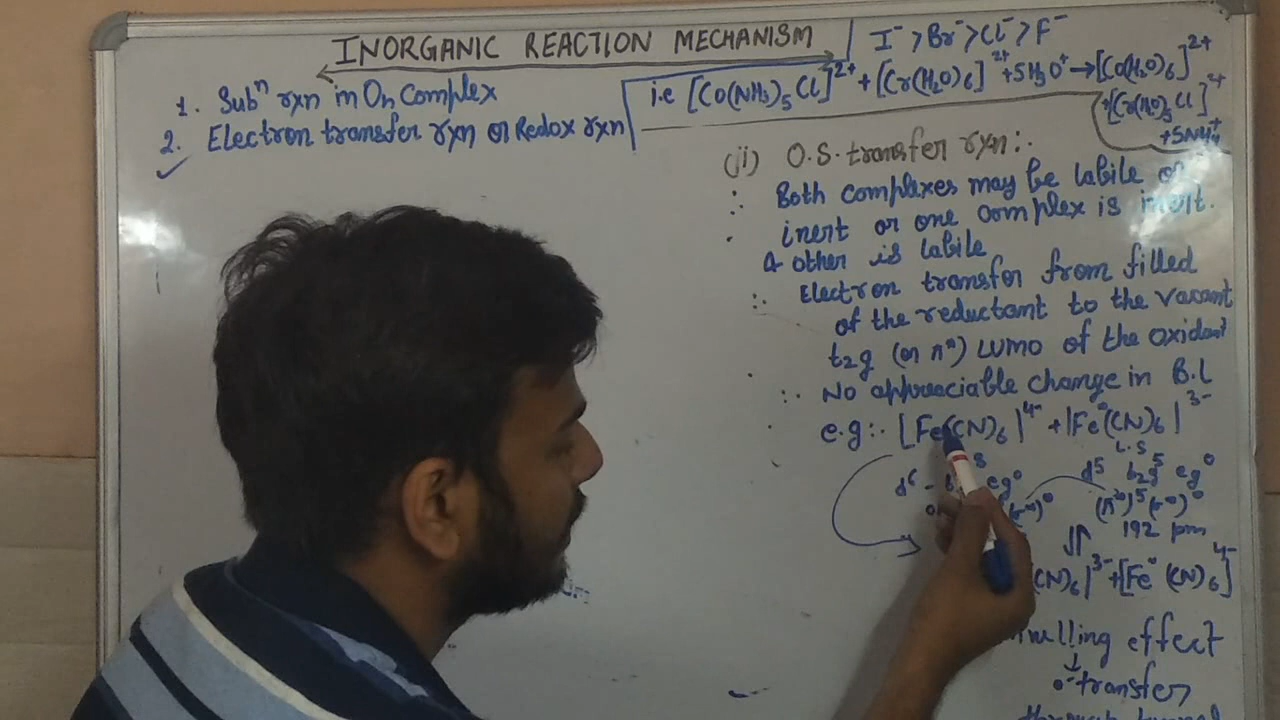 INORGANIC REACTION MECHANISM
I⁻ > Br⁻ > Cl⁻ > F⁻
1. Subⁿ rxn in Oh Complex
2. Electron transfer rxn or Redox rxn
i.e [Co(NH₃)₅Cl]²⁺ + [Cr(H₂O)₆]²⁺ + 5H₃O⁺ → [Co(H₂O)₆]²⁺
+[Cr(H₂O)₅Cl]²⁺
+5NH₄⁺
(ii) O.S. transfer rxn:.
∴ Both complexes may be labile or
inert or one complex is inert.
& other is labile
∴ Electron transfer from filled
of the reductant to the vacant
t₂g (or π*) LUMO of the oxidant
∴ No appreciable change in B.L
e.g:. [Fe(CN)₆]⁴⁻ + [Fe(CN)₆]³⁻
L.S
d⁶ - eg⁰ d⁵ t₂g⁵ eg⁰
(σ*)⁰ (π*)⁵ (σ*)⁰
192 pm
(CN)₆]³⁻ + [Fe (CN)₆]⁴⁻
effect
e⁻ transfer
through